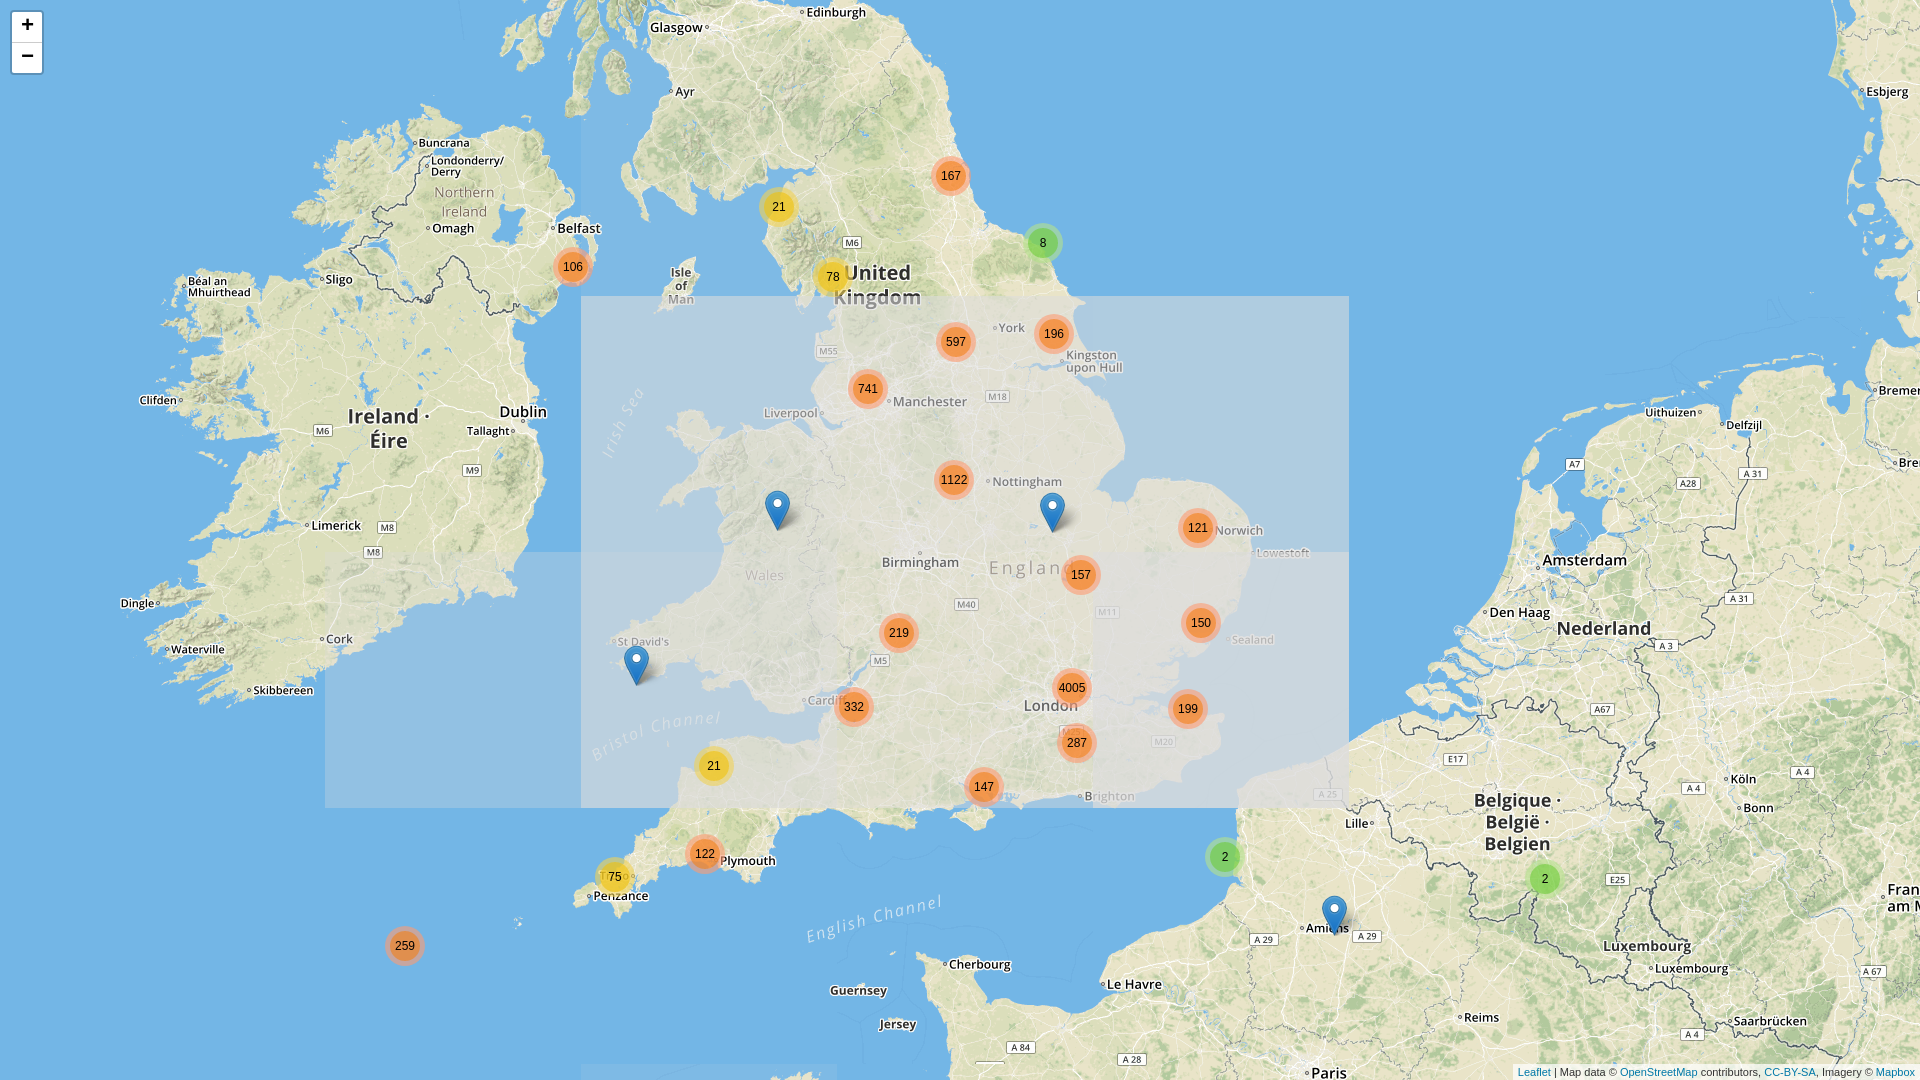 +
−
Edinburgh
Glasgow
Ayr
Esbjerg
Buncrana
Londonderry/
Derry
167
Northern
Ireland
21
Omagh
Belfast
M6
8
106
78
United
Kingdom
Isle
of
Man
Sligo
Béal an
Mhuirthead
York
196
597
M55
Kingston
upon Hull
741
Manchester
M18
Bremer
Clifden
Liverpool
Irish Sea
Dublin
Ireland ·
Éire
Tallaght
M6
Uithuizen
Delfzijl
A7
A 31
Bre
M9
1122
Nottingham
A28
Limerick
M8
121
Norwich
M8
Lowestoft
Birmingham
Amsterdam
Wales
England
157
Dingle
M40
M11
A 31
Den Haag
150
Nederland
219
Cork
St David's
Sealand
A 3
Waterville
M5
Skibbereen
4005
332
London
199
A67
Bristol Channel
287
M20
E17
21
A 4
Köln
147
Brighton
A 25
A 4
Belgique ·
België ·
Belgien
Bonn
Lille
122
Plymouth
2
75
2
E25
Penzance
Fran
am M
English Channel
Amiens
A 29
A 29
259
Luxembourg
Cherbourg
Luxembourg
A 67
Le Havre
Guernsey
Reims
Jersey
Saarbrücken
A 4
A 84
A 28
Paris
Leaflet | Map data © OpenStreetMap contributors, CC-BY-SA, Imagery © Mapbox